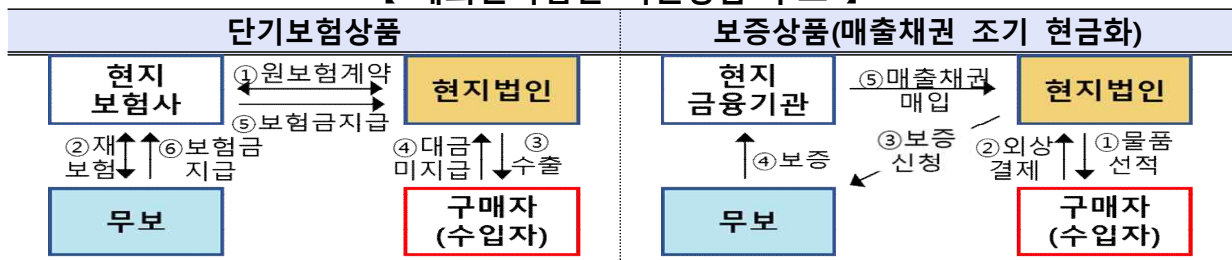 단기보험상품
보증상품(매출채권 조기 현금화)
현지
보험사
①원보험계약
⑤보험금지급
현지법인
②재
보험
⑥보험금
지급
④대금
미지급
③
수출
무보
구매자
(수입자)
현지
금융기관
⑤매출채권
매입
현지법인
④보증
③보증
신청
②외상
결제
①물품
선적
무보
구매자
(수입자)